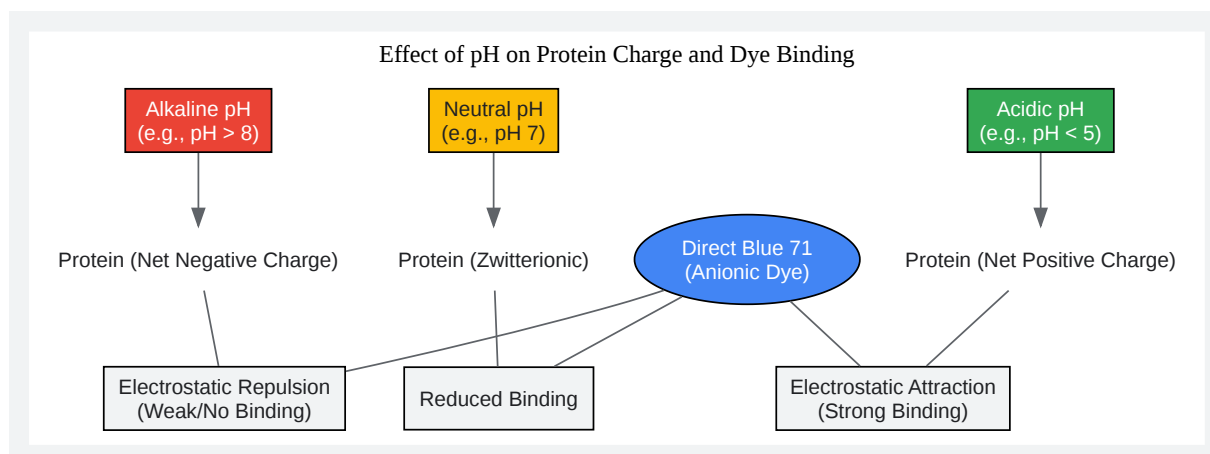 Effect of pH on Protein Charge and Dye Binding
Alkaline pH
(e.g., pH > 8)
Neutral pH
(e.g., pH 7)
Acidic pH
(e.g., pH < 5)
Protein (Net Negative Charge)
Protein (Zwitterionic)
Direct Blue 71
(Anionic Dye)
Protein (Net Positive Charge)
Electrostatic Repulsion
(Weak/No Binding)
Reduced Binding
Electrostatic Attraction
(Strong Binding)